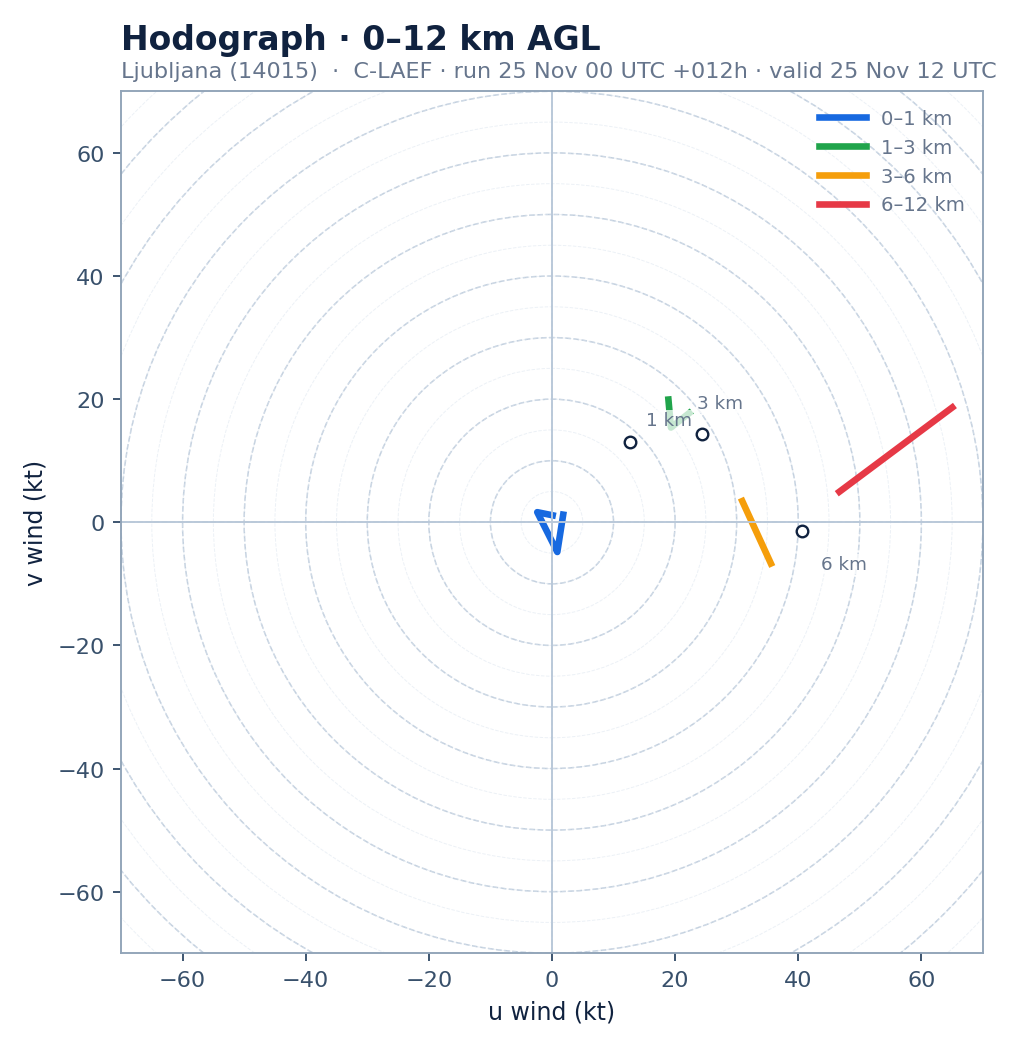 Hodograph · 0–12 km AGL
Ljubljana (14015) · C-LAEF · run 25 Nov 00 UTC +012h · valid 25 Nov 12 UTC
0–1 km
1–3 km
3–6 km
6–12 km
60
40
20
0
−20
−40
−60
v wind (kt)
3 km
1 km
6 km
−60
−40
−20
0
20
40
60
u wind (kt)